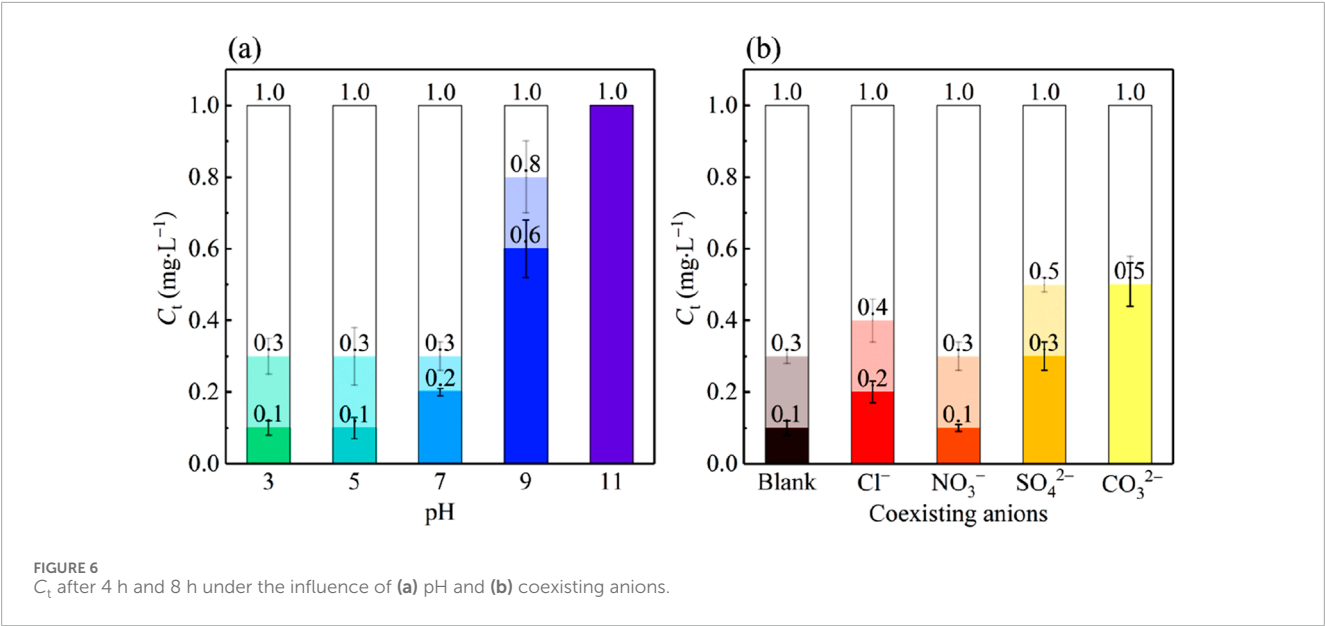 (a)
1.0 1.0 1.0 1.0 1.0
1.0
0.8
0.6
0.4
0.2
0.0
Cₜ (mg·L⁻¹)
0.8
0.6
0.3 0.3 0.3
0.2
0.1 0.1
3 5 7 9 11
pH
(b)
1.0 1.0 1.0 1.0 1.0
1.0
0.8
0.6
0.4
0.2
0.0
Cₜ (mg·L⁻¹)
0.5 0.5
0.4
0.3 0.3 0.3
0.2
0.1 0.1
Blank Cl⁻ NO₃⁻ SO₄²⁻ CO₃²⁻
Coexisting anions
FIGURE 6
Cₜ after 4 h and 8 h under the influence of (a) pH and (b) coexisting anions.